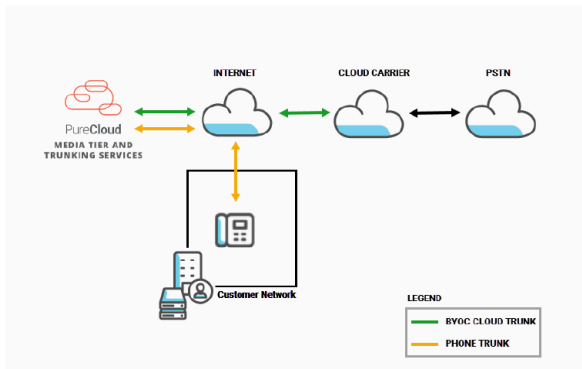 INTERNET
CLOUD CARRIER
PSTN
PureCloud
MEDIA TIER AND
TRUNKING SERVICES
Customer Network
LEGEND
BYOC CLOUD TRUNK
PHONE TRUNK